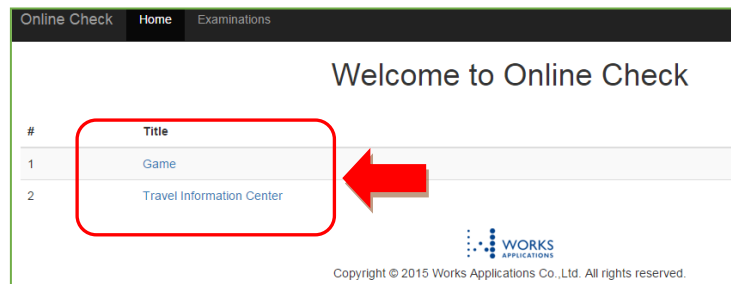 Online Check Home Examinations
Welcome to Online Check
# Title
1 Game
2 Travel Information Center
WORKS
APPLICATIONS
Copyright © 2015 Works Applications Co.,Ltd. All rights reserved.